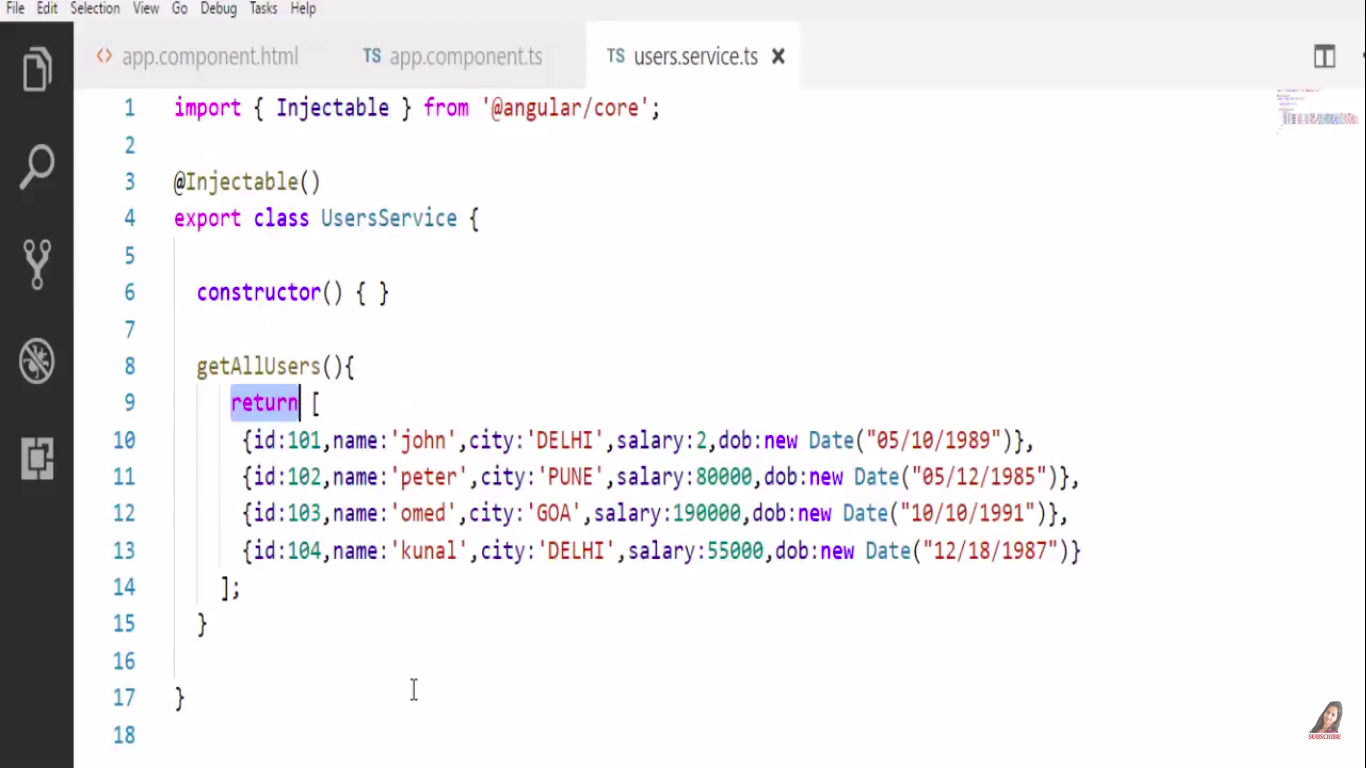 File Edit Selection View Go Debug Tasks Help
app.component.html TS app.component.ts TS users.service.ts
1 import { Injectable } from '@angular/core';
2
3 @Injectable()
4 export class UsersService {
5
6 constructor() { }
7
8 getAllUsers(){
9 return [
10 {id:101,name:'john',city:'DELHI',salary:2,dob:new Date("05/10/1989")},
11 {id:102,name:'peter',city:'PUNE',salary:80000,dob:new Date("05/12/1985")},
12 {id:103,name:'omed',city:'GOA',salary:190000,dob:new Date("10/10/1991")},
13 {id:104,name:'kunal',city:'DELHI',salary:55000,dob:new Date("12/18/1987")}
14 ];
15 }
16
17 }
18
SUBSCRIBE